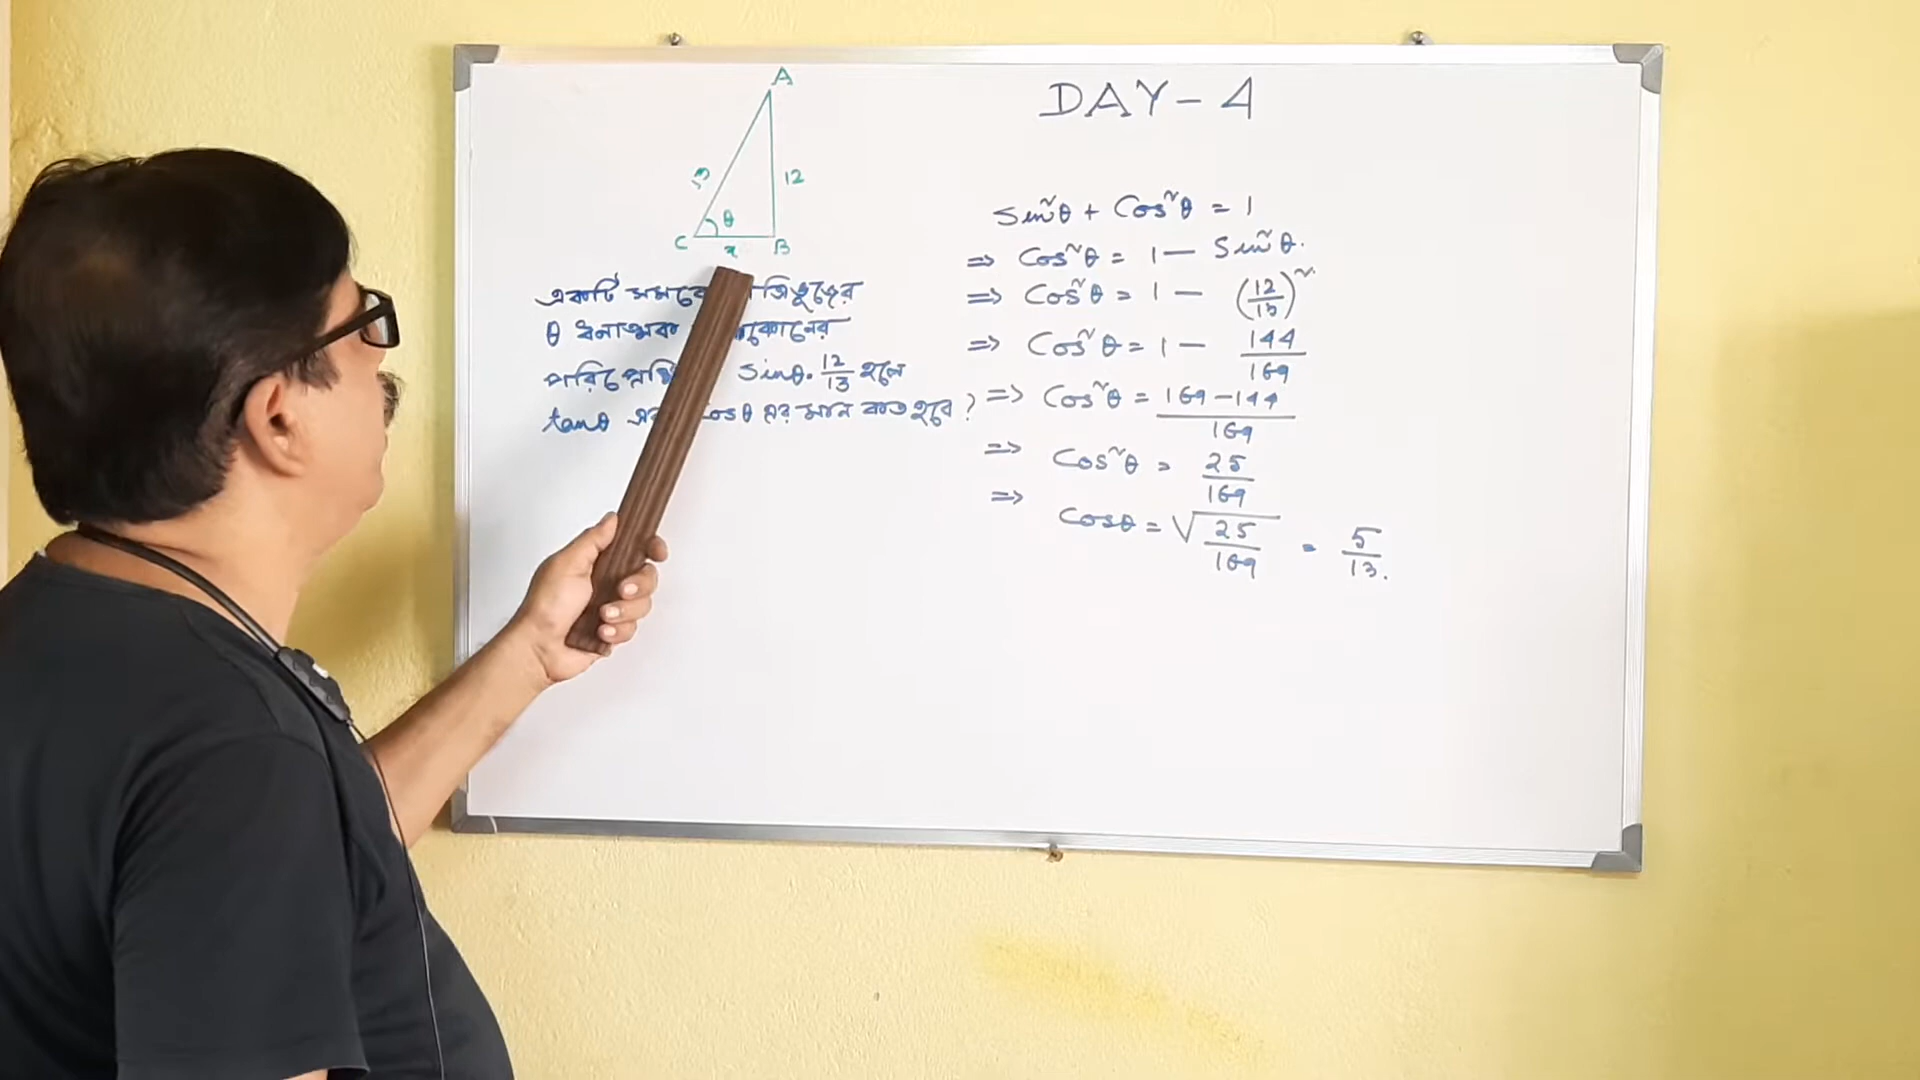 DAY - 4
A
13
12
θ
C
x
B
একটি সমকো ত্রিভুজের
θ ধনাত্মক কোনের
পরিপ্রেক্ষি Sinθ = 12/13 হলে
tanθ এব Cosθ এর মান কত হবে ?
Sin²θ + Cos²θ = 1
=> Cos²θ = 1 - Sin²θ.
=> Cos²θ = 1 - (12/13)²
=> Cos²θ = 1 - 144/169
=> Cos²θ = 169-144/169
=> Cos²θ = 25/169
=> Cosθ = √25/169 = 5/13.